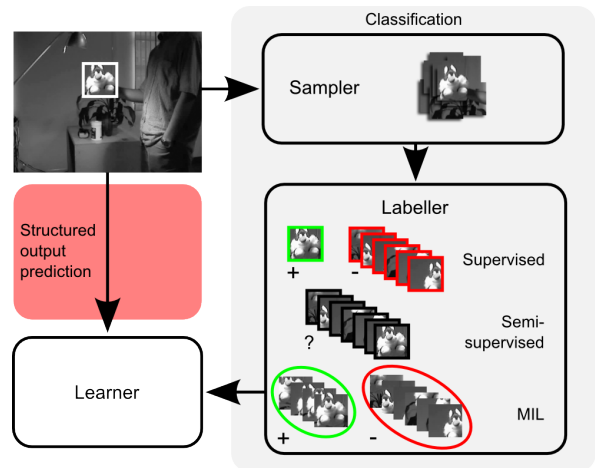 Classification
Sampler
Structured
output
prediction
Labeller
+
-
Supervised
?
Semi-
supervised
+
-
MIL
Learner